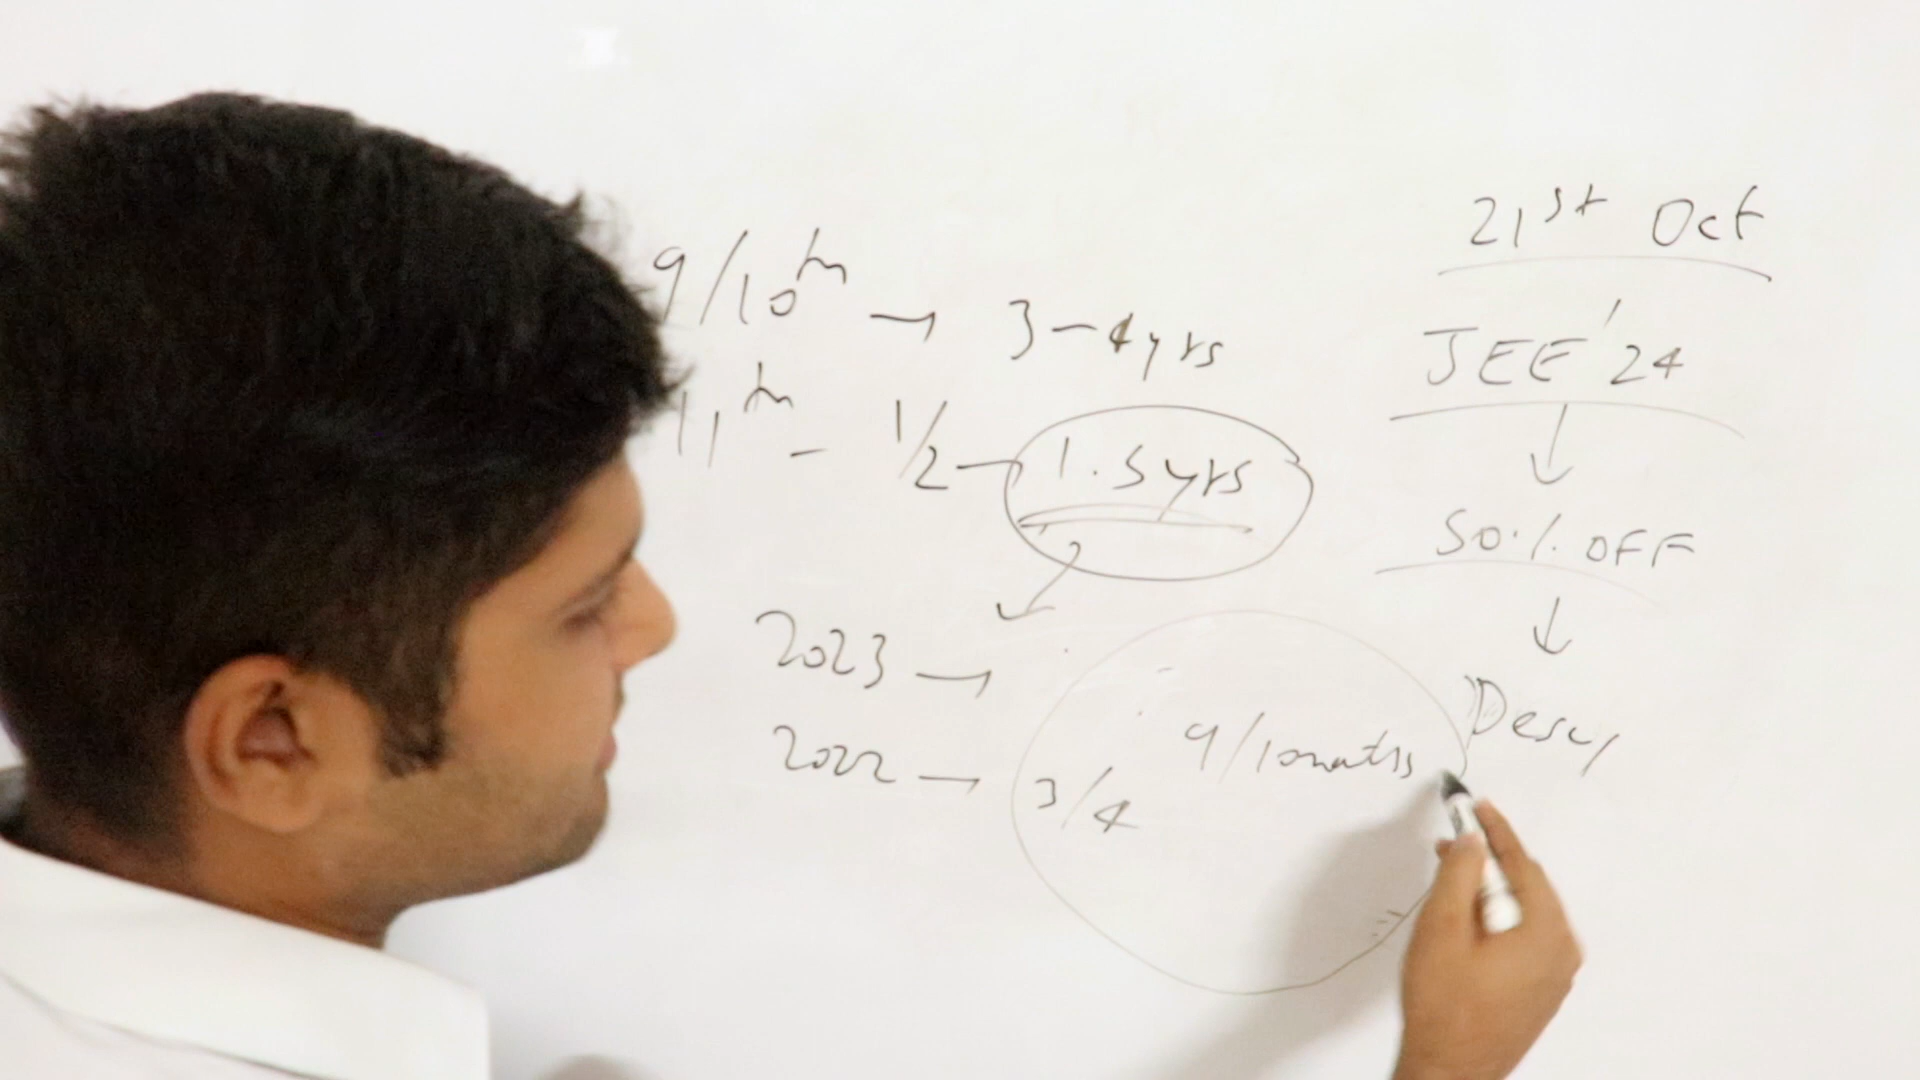 9/10th → 3-4yrs
11th - 1/2 → 1.5yrs
2023 →
2022 → 3/4
9/10months
21st Oct
JEE'24
↓
50% OFF
↓